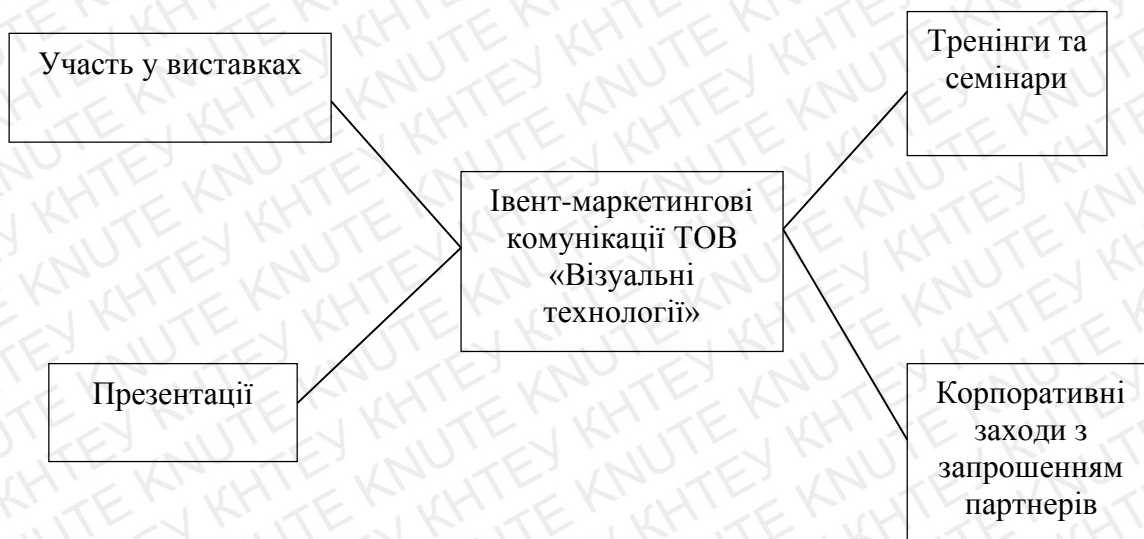 Участь у виставках
Тренінги та
семінари
Івент-маркетингові
комунікації ТОВ
«Візуальні
технології»
Презентації
Корпоративні
заходи з
запрошенням
партнерів